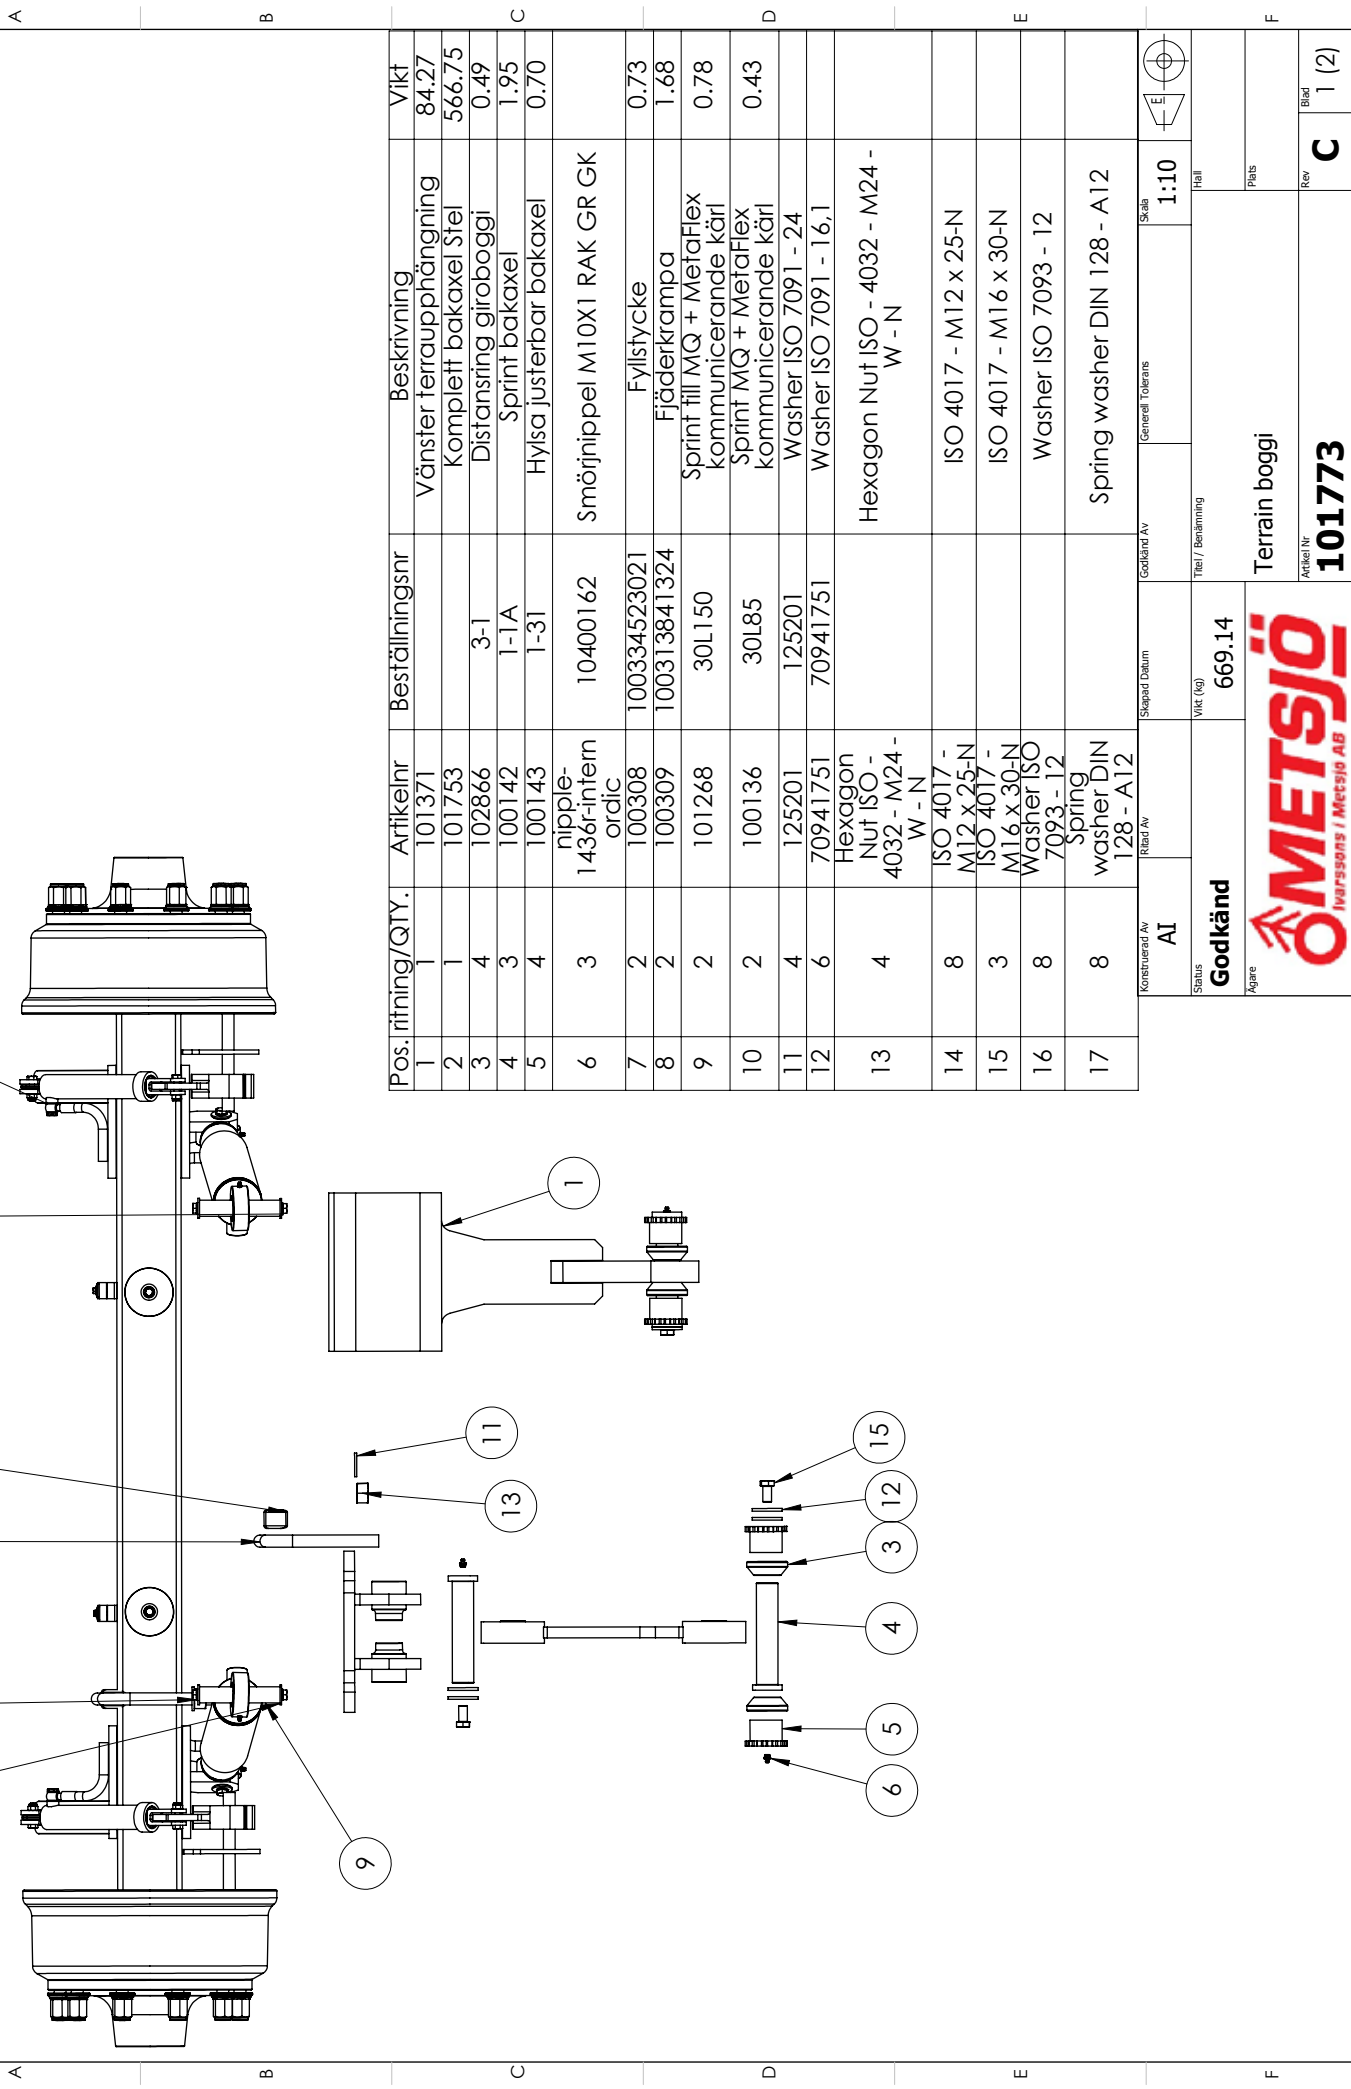 A
B
C
D
E
F
9
6
5
4
3
12
15
13
11
1
Pos. ritning/QTY. Artikelnr Beställningsnr Beskrivning Vikt
1 1 101371 Vänster terraupphängning 84.27
2 1 101753 Komplett bakaxel Stel 566.75
3 4 102866 3-1 Distansring giroboggi 0.49
4 3 100142 1-1A Sprint bakaxel 1.95
5 4 100143 1-31 Hylsa justerbar bakaxel 0.70
6 3 nipple-
1436r-intern
ordic 10400162 Smörjnippel M10X1 RAK GR GK
7 2 100308 100334523021 Fyllstycke 0.73
8 2 100309 100313841324 Fjäderkrampa 1.68
9 2 101268 30L150 Sprint till MQ + MetaFlex
kommunicerande kärl 0.78
10 2 100136 30L85 Sprint MQ + MetaFlex
kommunicerande kärl 0.43
11 4 125201 125201 Washer ISO 7091 - 24
12 6 70941751 70941751 Washer ISO 7091 - 16,1
13 4 Hexagon
Nut ISO -
4032 - M24 -
W - N Hexagon Nut ISO - 4032 - M24 -
W - N
14 8 ISO 4017 -
M12 x 25-N ISO 4017 - M12 x 25-N
15 3 ISO 4017 -
M16 x 30-N ISO 4017 - M16 x 30-N
16 8 Washer ISO
7093 - 12 Washer ISO 7093 - 12
17 8 Spring
washer DIN
128 - A12 Spring washer DIN 128 - A12
Konstruerad Av Ritad Av Skapad Datum Godkänd Av Generell Tolerans Skala
AI 1:10 E
Status Vikt (kg) Titel / Benämning Hall
Godkänd 669.14
Ägare Plats
Terrain boggi
Artikel Nr Rev Blad
101773 C 1 (2)
METSJÖ
Ivarssons i Metsjö AB
A
B
C
D
E
F